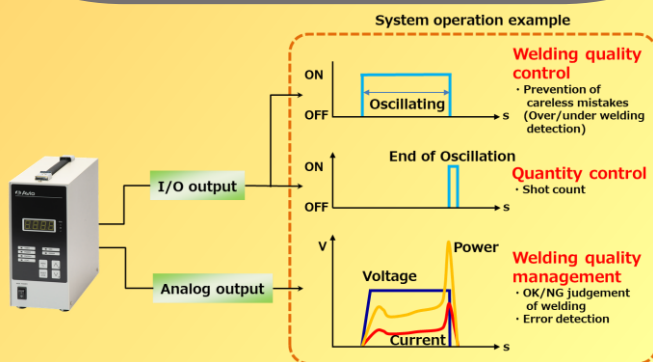 System operation example
Welding quality
control
・Prevention of
careless mistakes
(Over/under welding
detection)
ON
Oscillating
OFF
s
I/O output
End of Oscillation
ON
OFF
s
Quantity control
・Shot count
Avio
Analog output
V
Power
Voltage
Current
s
Welding quality
management
・OK/NG judgement
of welding
・Error detection